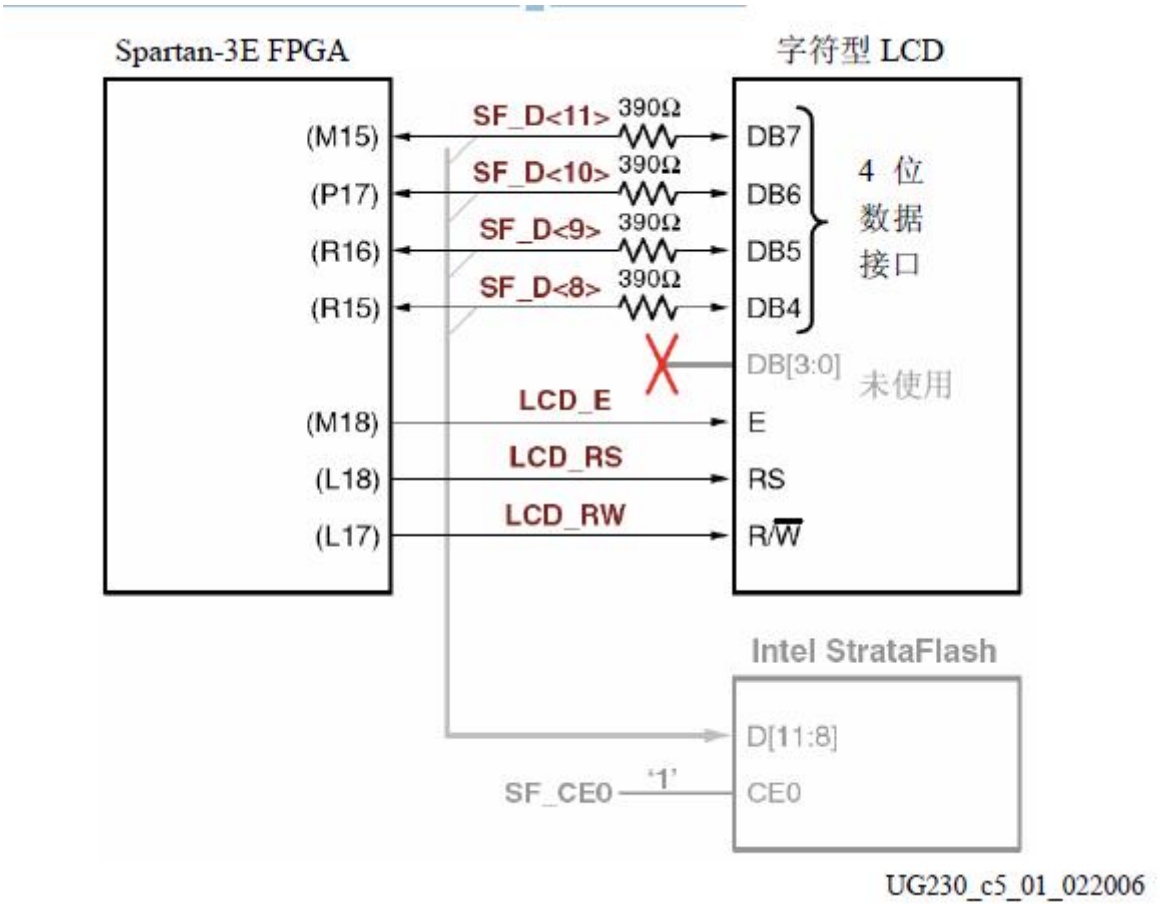 Spartan-3E FPGA
字符型 LCD
(M15)
SF_D<11>
390Ω
DB7
(P17)
SF_D<10>
390Ω
DB6
(R16)
SF_D<9>
390Ω
DB5
(R15)
SF_D<8>
390Ω
DB4
4 位
数据
接口
DB[3:0]
未使用
(M18)
LCD_E
E
(L18)
LCD_RS
RS
(L17)
LCD_RW
R/W̅
Intel StrataFlash
D[11:8]
SF_CE0
‘1’
CE0
UG230_c5_01_022006